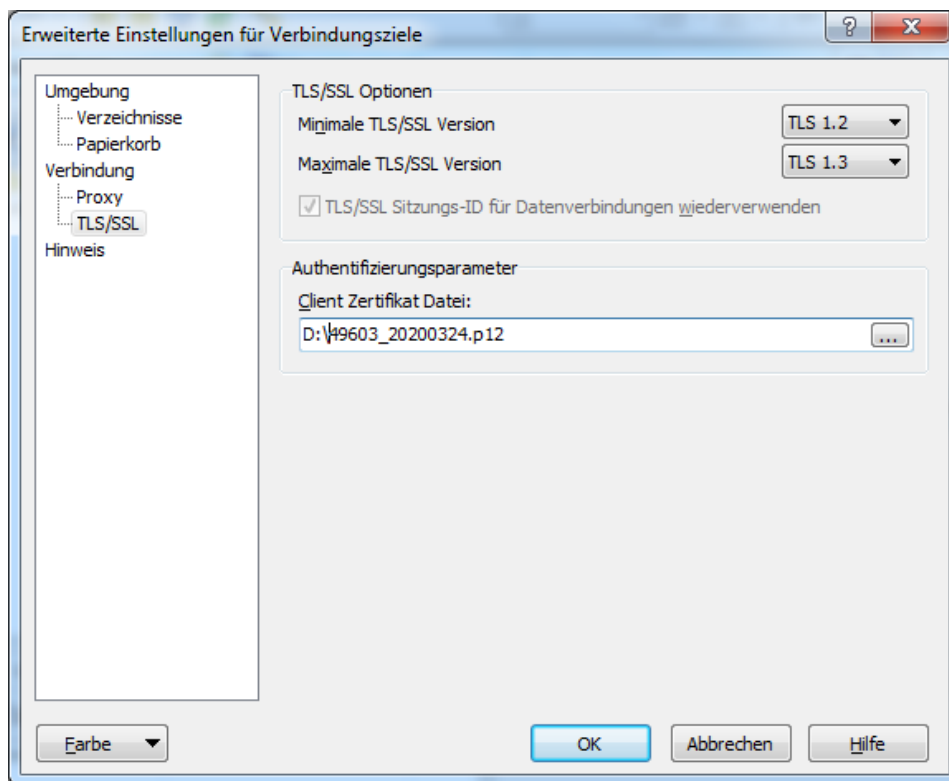 Erweiterte Einstellungen für Verbindungsziele
Umgebung
Verzeichnisse
Papierkorb
Verbindung
Proxy
TLS/SSL
Hinweis
TLS/SSL Optionen
Minimale TLS/SSL Version
TLS 1.2
Maximale TLS/SSL Version
TLS 1.3
TLS/SSL Sitzungs-ID für Datenverbindungen wiederverwenden
Authentifizierungsparameter
Client Zertifikat Datei:
D:\49603_20200324.p12
...
Farbe
OK
Abbrechen
Hilfe